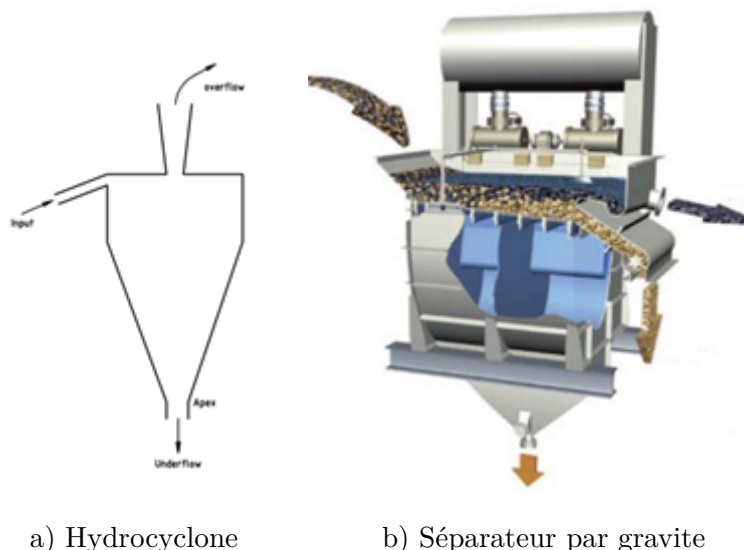 overflow
Input
Apex
Underflow
a) Hydrocyclone
b) Séparateur par gravite